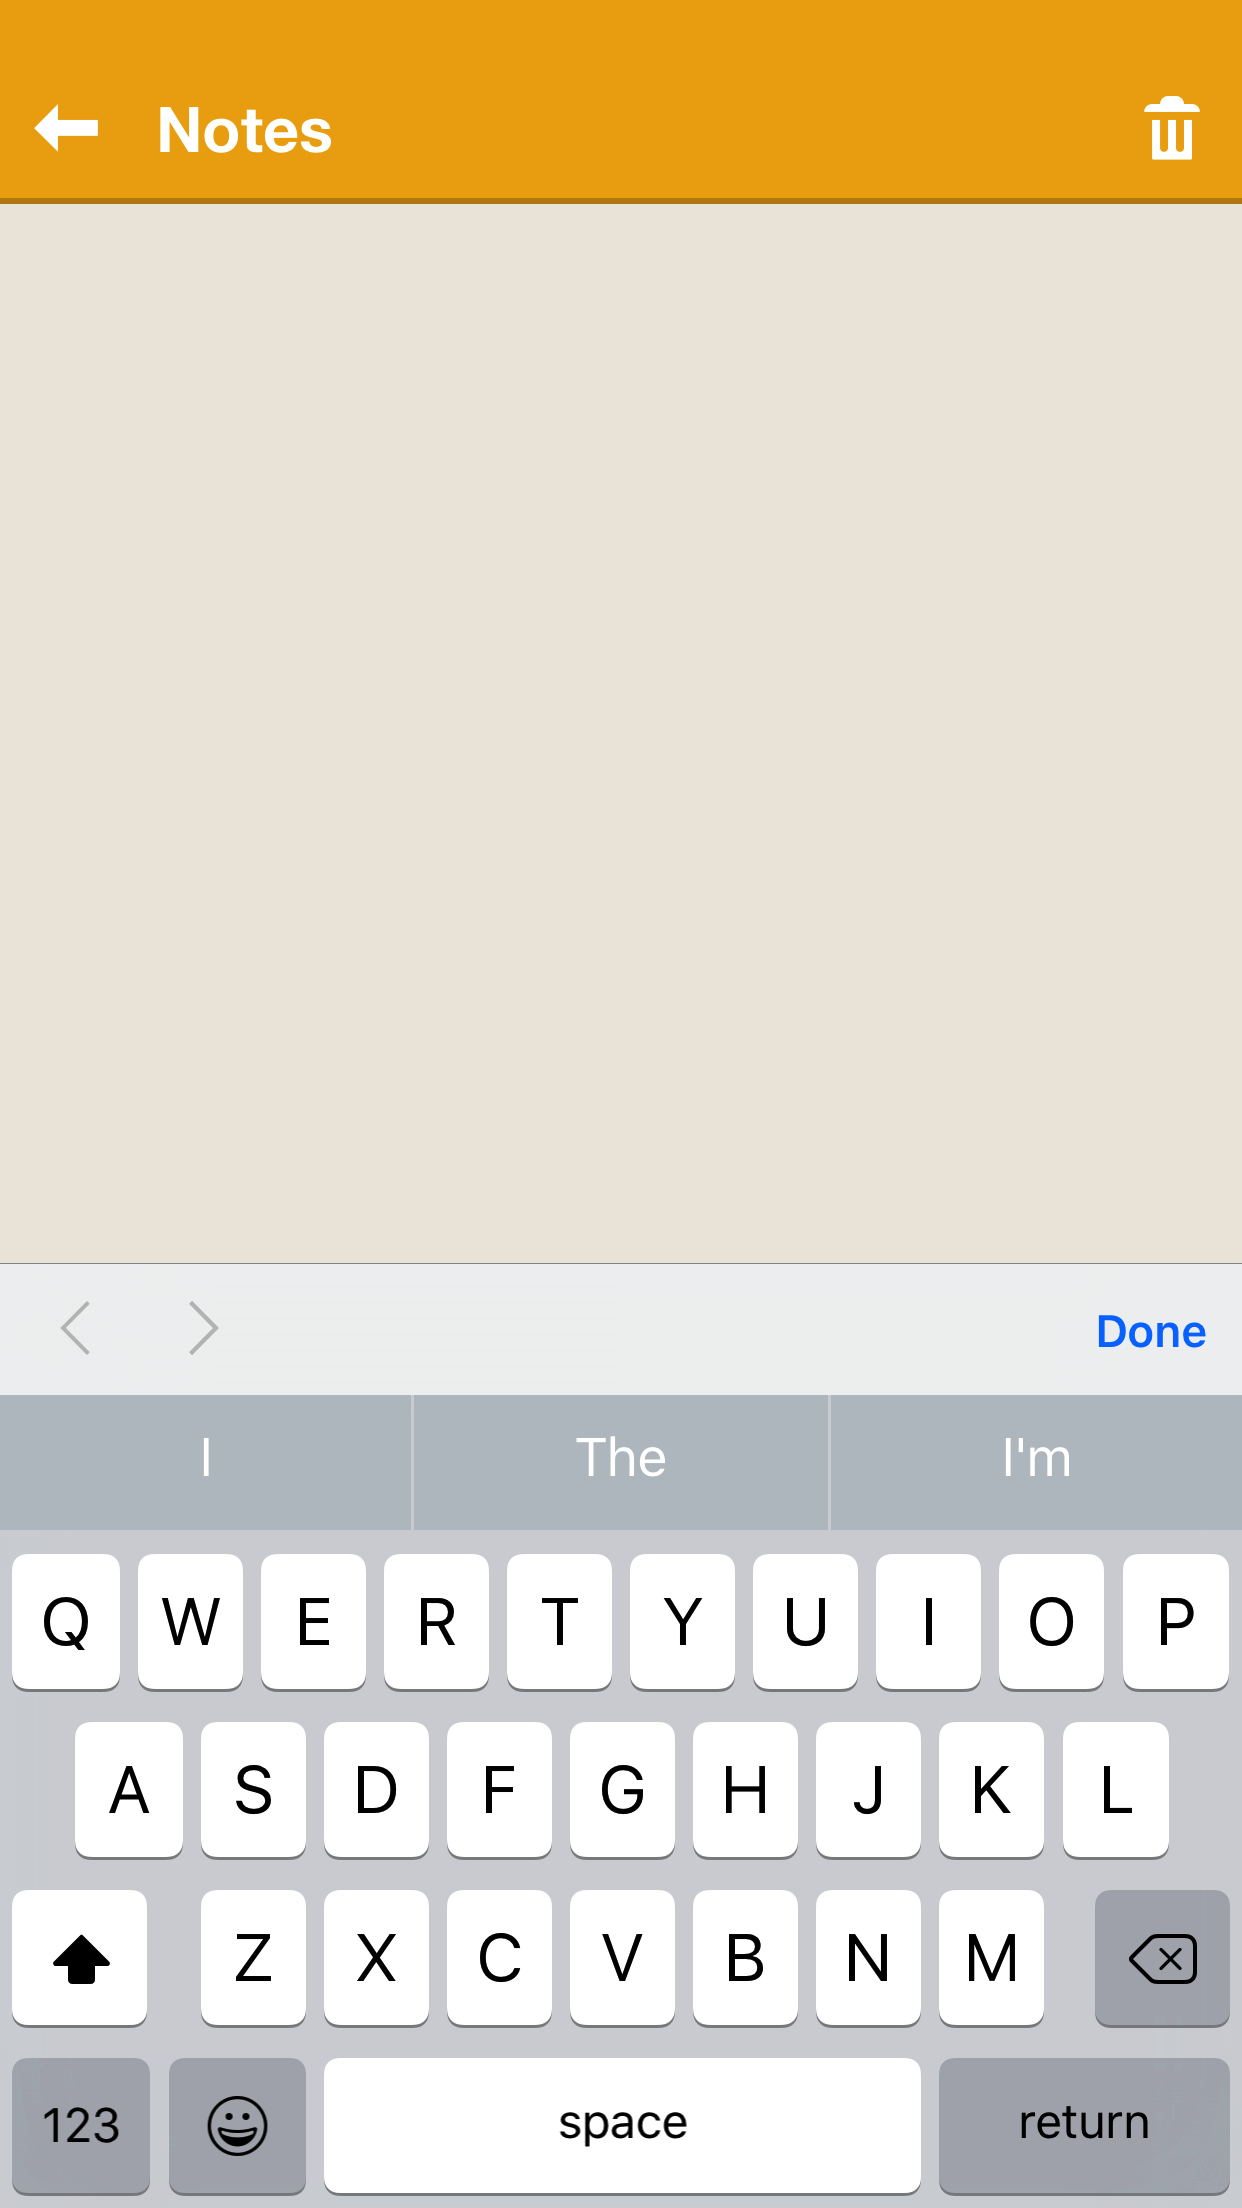 Notes
Done
I The I'm
Q W E R T Y U I O P
A S D F G H J K L
Z X C V B N M
123 space return